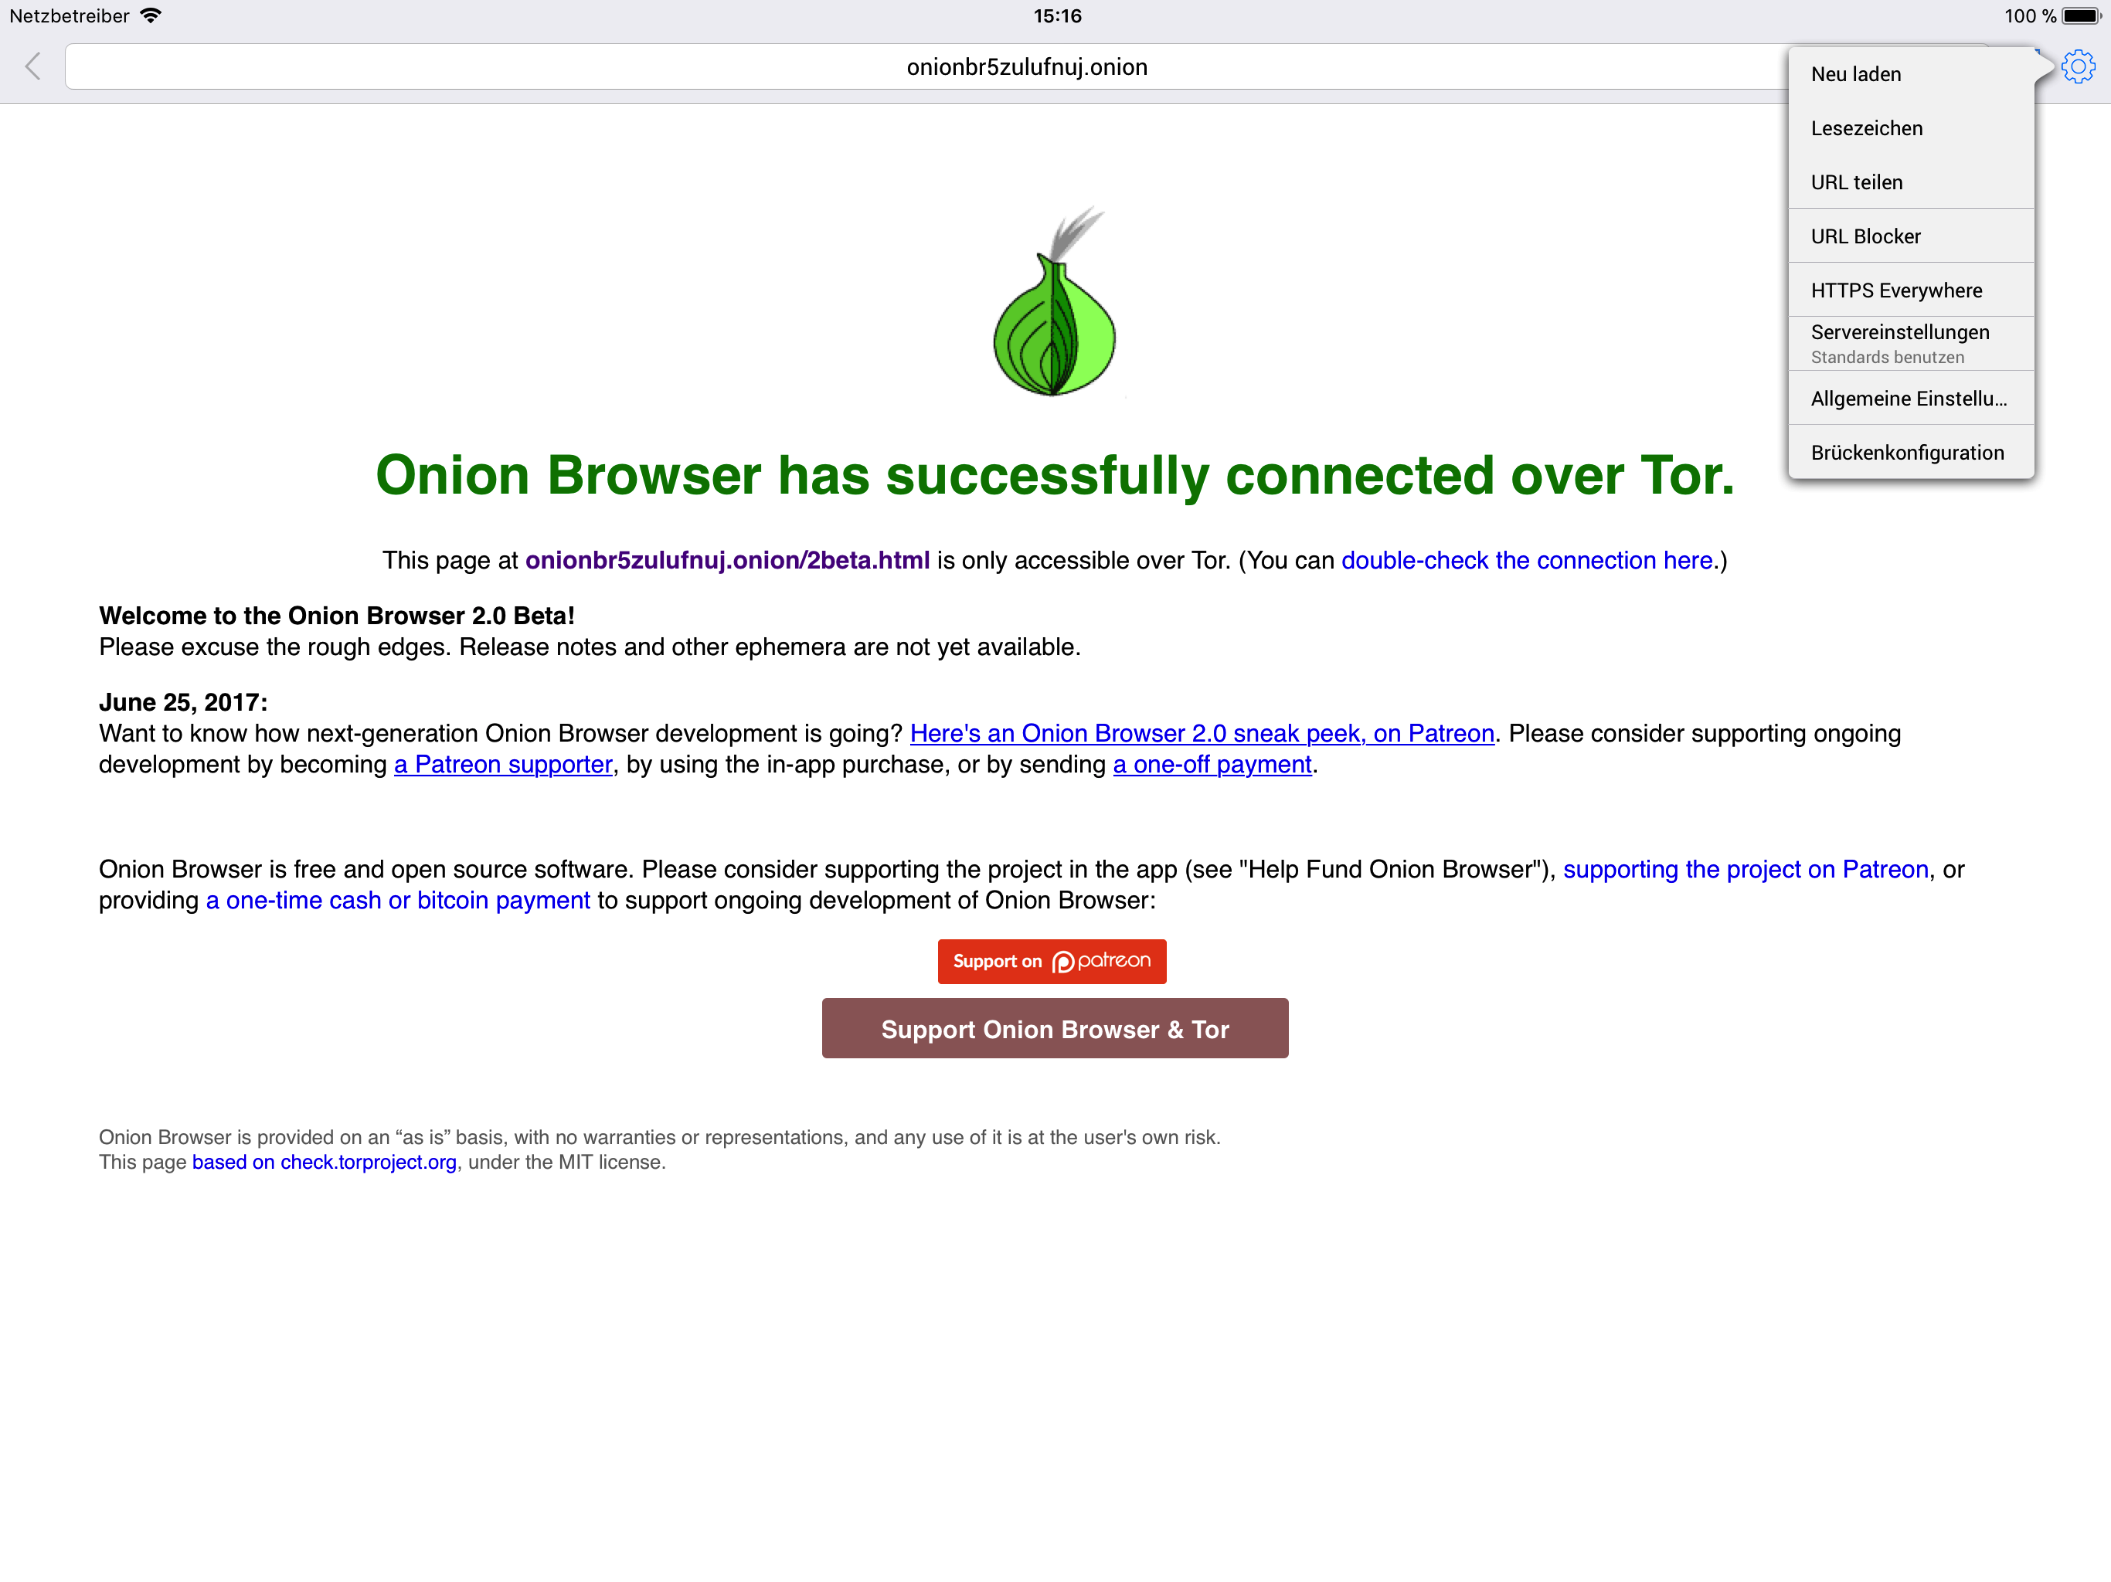 Netzbetreiber
15:16
100 %
onionbr5zulufnuj.onion
Neu laden
Lesezeichen
URL teilen
URL Blocker
HTTPS Everywhere
Servereinstellungen
Standards benutzen
Allgemeine Einstellu...
Brückenkonfiguration
Onion Browser has successfully connected over Tor.
This page at onionbr5zulufnuj.onion/2beta.html is only accessible over Tor. (You can double-check the connection here.)
Welcome to the Onion Browser 2.0 Beta!
Please excuse the rough edges. Release notes and other ephemera are not yet available.
June 25, 2017:
Want to know how next-generation Onion Browser development is going? Here's an Onion Browser 2.0 sneak peek, on Patreon. Please consider supporting ongoing
development by becoming a Patreon supporter, by using the in-app purchase, or by sending a one-off payment.
Onion Browser is free and open source software. Please consider supporting the project in the app (see "Help Fund Onion Browser"), supporting the project on Patreon, or
providing a one-time cash or bitcoin payment to support ongoing development of Onion Browser:
Support on patreon
Support Onion Browser & Tor
Onion Browser is provided on an “as is” basis, with no warranties or representations, and any use of it is at the user's own risk.
This page based on check.torproject.org, under the MIT license.